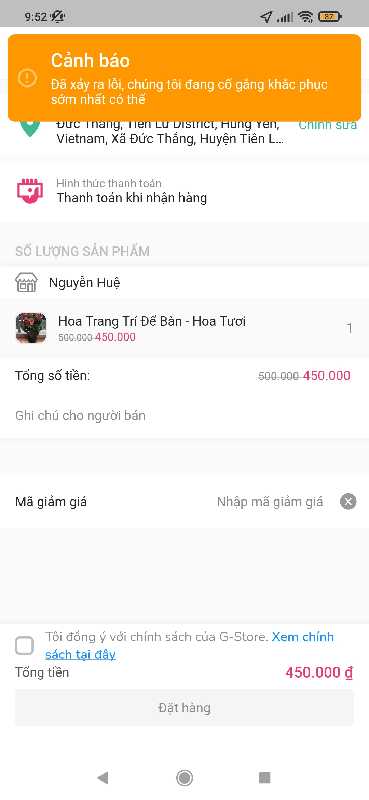 9:52
87
Cảnh báo
Đã xảy ra lỗi, chúng tôi đang cố gắng khắc phục
sớm nhất có thể
Đức Thắng, Tiên Lữ District, Hưng Yên,
Chỉnh sửa
Vietnam, Xã Đức Thắng, Huyện Tiên L...
Hình thức thanh toán
Thanh toán khi nhận hàng
SỐ LƯỢNG SẢN PHẨM
Nguyễn Huệ
Hoa Trang Trí Để Bàn - Hoa Tươi
500.000 450.000
1
Tổng số tiền:
500.000 450.000
Ghi chú cho người bán
Mã giảm giá
Nhập mã giảm giá
Tôi đồng ý với chính sách của G-Store. Xem chính
sách tại đây
Tổng tiền
450.000 ₫
Đặt hàng